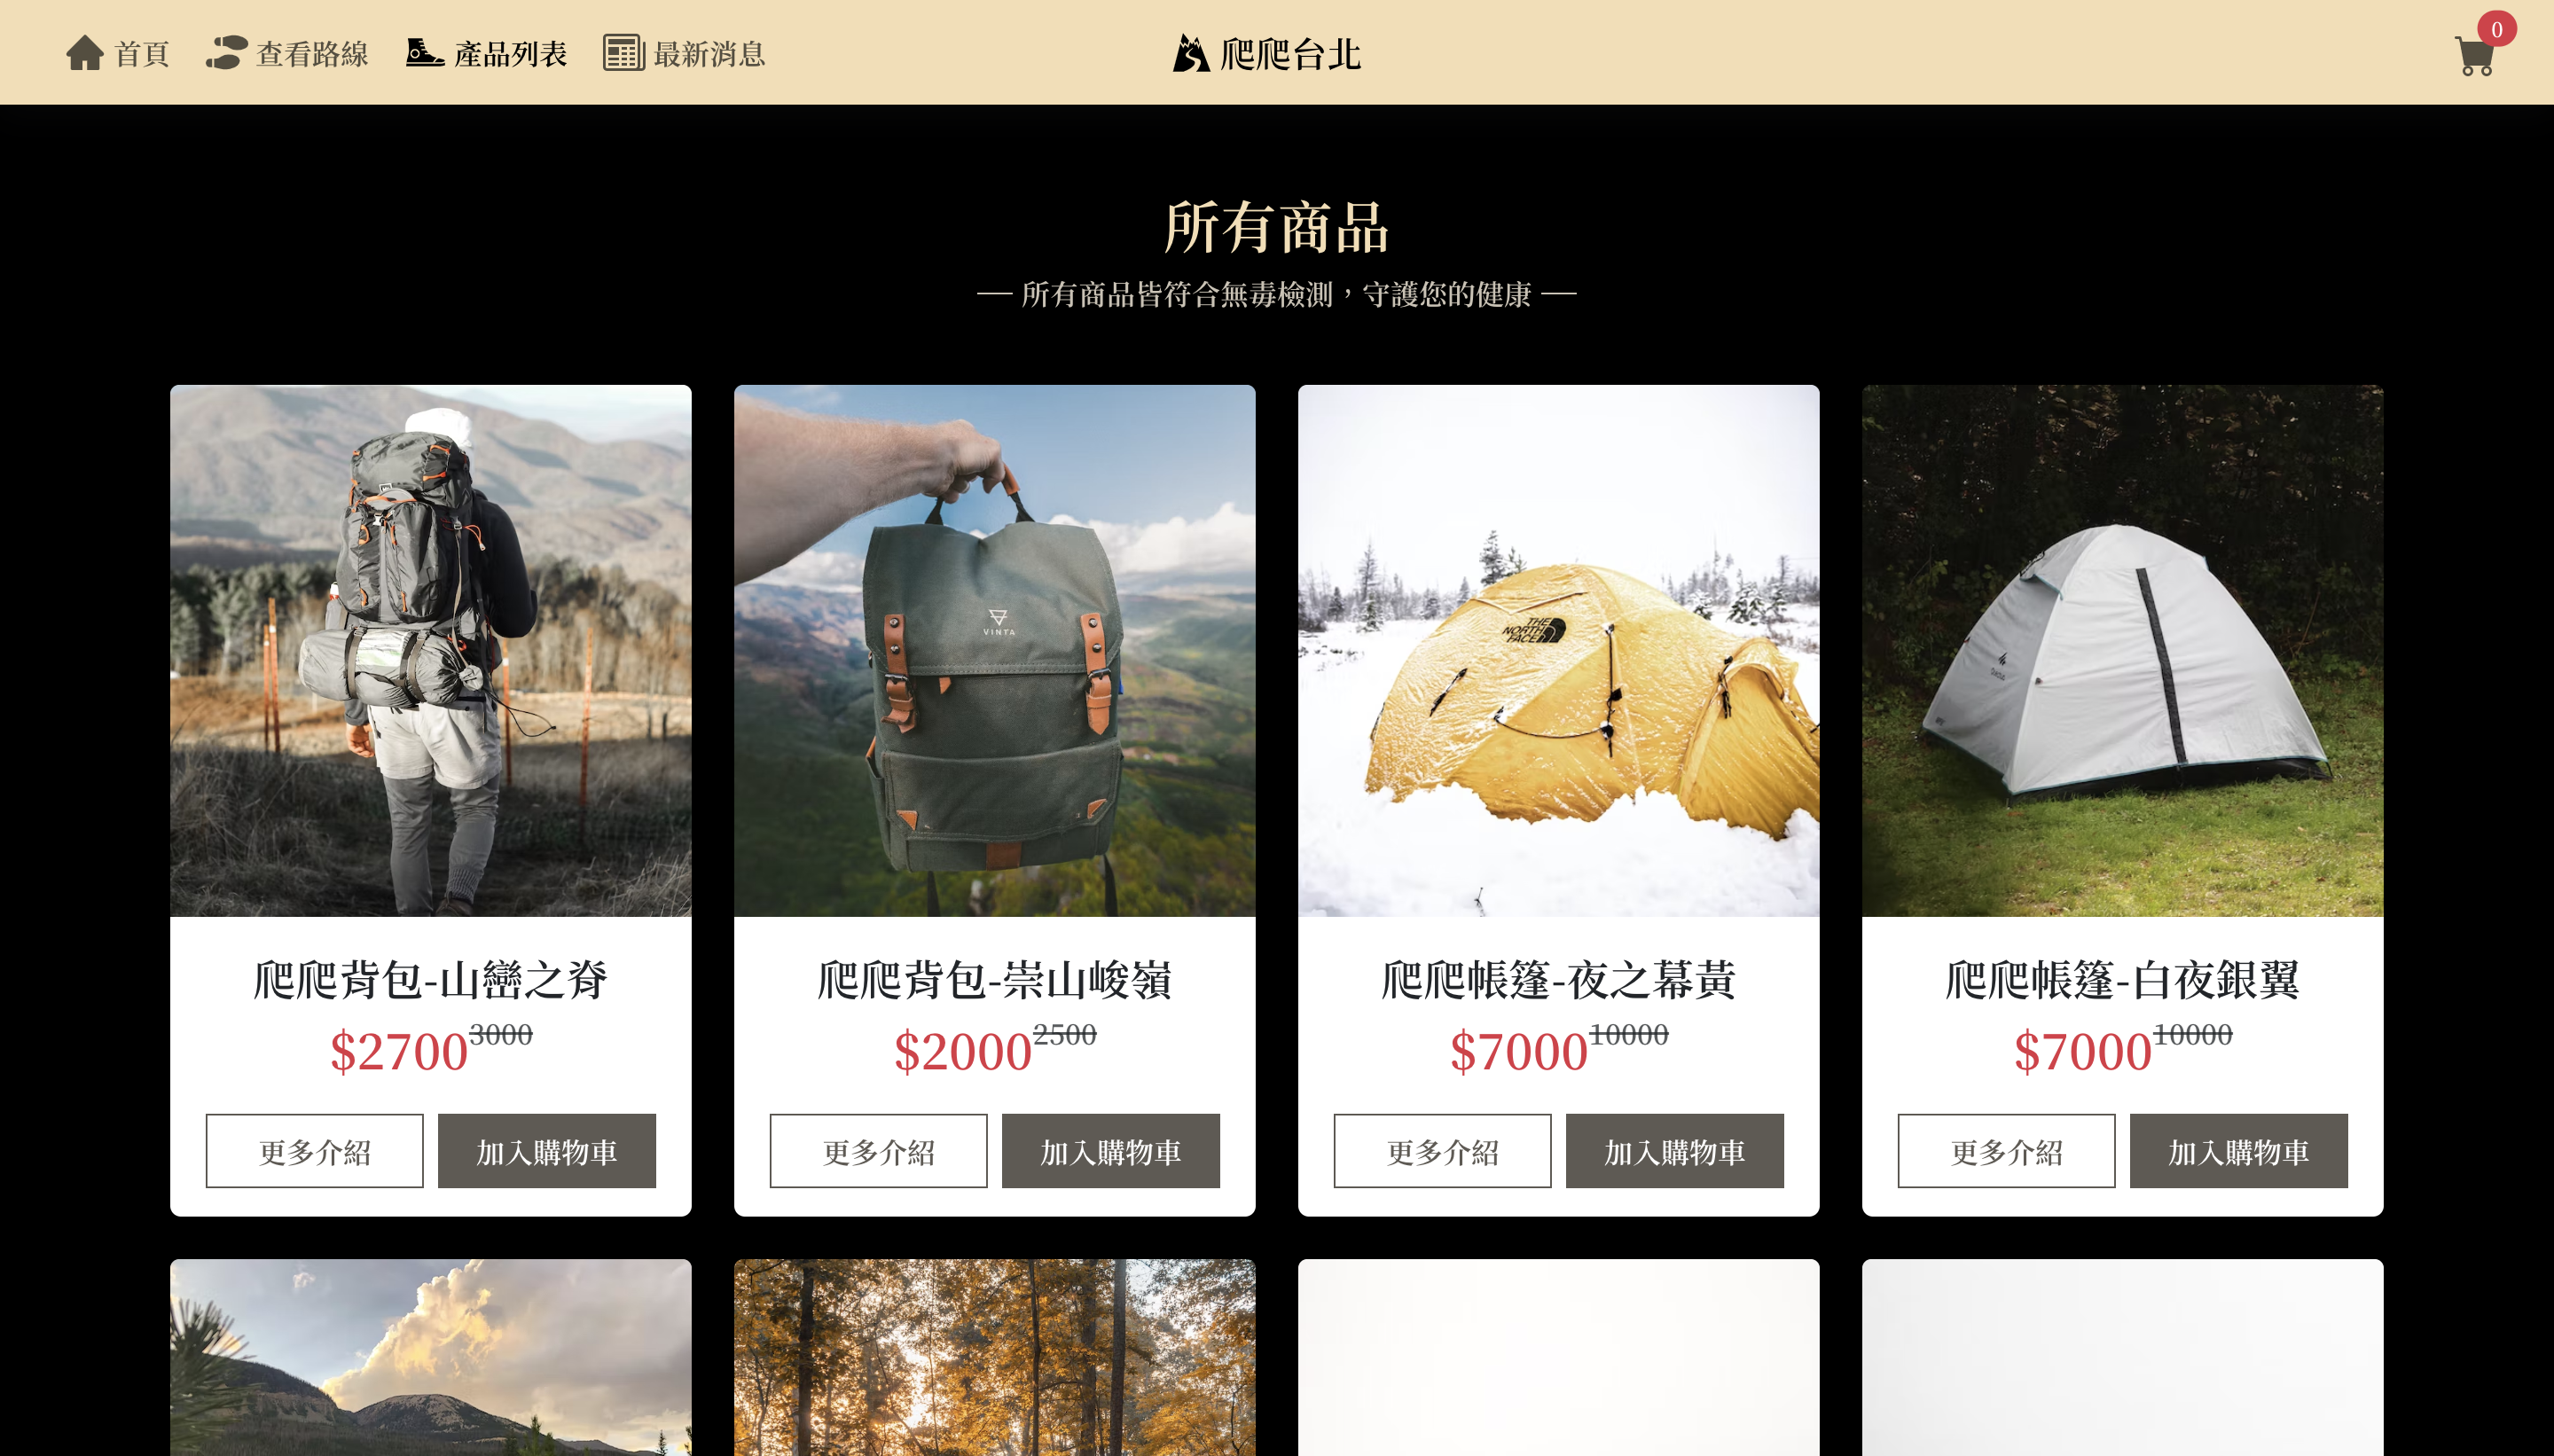 首頁
查看路線
產品列表
最新消息
爬爬台北
0
所有商品
所有商品皆符合無毒檢測，守護您的健康
VINTA
THE
NORTH
FACE
爬爬背包-山巒之脊
$2700 3000
更多介紹
加入購物車
爬爬背包-崇山峻嶺
$2000 2500
更多介紹
加入購物車
爬爬帳篷-夜之幕黃
$7000 10000
更多介紹
加入購物車
爬爬帳篷-白夜銀翼
$7000 10000
更多介紹
加入購物車